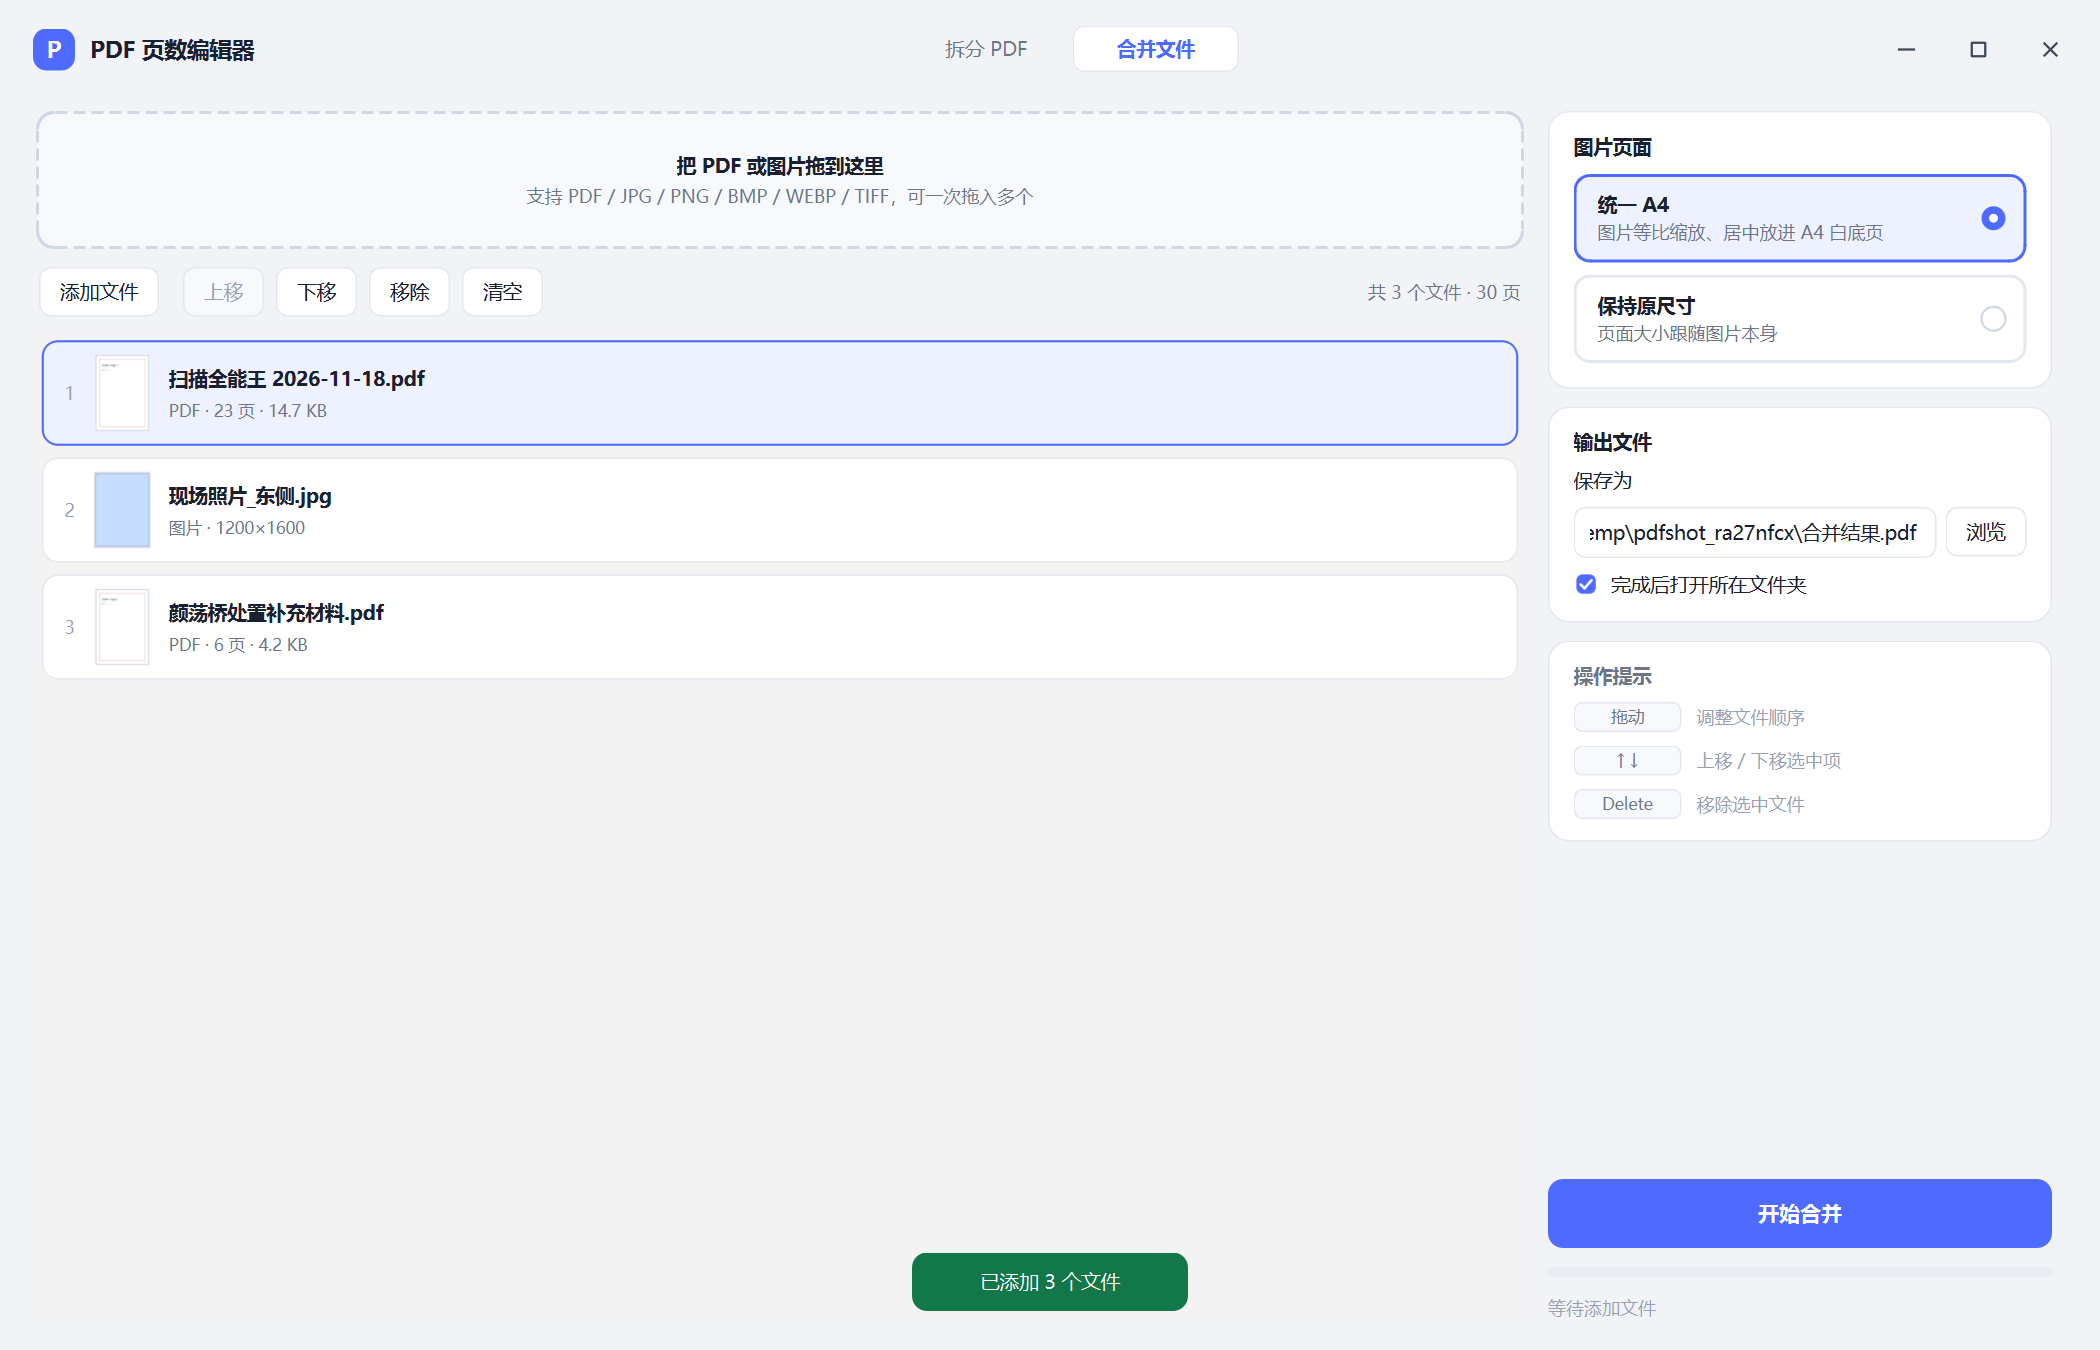 P PDF 页数编辑器
拆分 PDF
合并文件
把 PDF 或图片拖到这里
支持 PDF / JPG / PNG / BMP / WEBP / TIFF，可一次拖入多个
添加文件
上移
下移
移除
清空
共 3 个文件 · 30 页
1
扫描全能王 2026-11-18.pdf
PDF · 23 页 · 14.7 KB
2
现场照片_东侧.jpg
图片 · 1200×1600
3
颜荡桥处置补充材料.pdf
PDF · 6 页 · 4.2 KB
图片页面
统一 A4
图片等比缩放、居中放进 A4 白底页
保持原尺寸
页面大小跟随图片本身
输出文件
保存为
emp\pdfshot_ra27nfcx\合并结果.pdf
浏览
完成后打开所在文件夹
操作提示
拖动 调整文件顺序
↑↓ 上移 / 下移选中项
Delete 移除选中文件
开始合并
等待添加文件
已添加 3 个文件